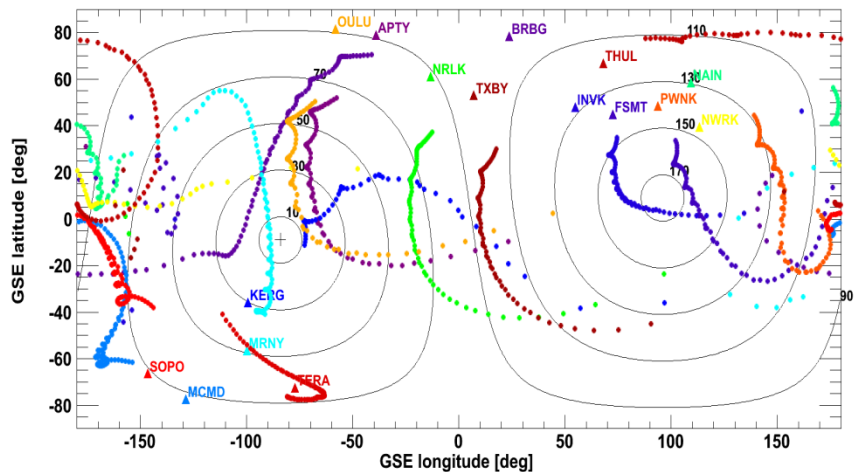 OULU APTY BRBG
80 110
THUL
NRLK
70
60 TXBY 130 NAIN
INVK PWNK
FSMT
50 NWRK
40 150
30
20 170
10
0
-20
KERG
-40 90
MRNY
-60
SOPO TERA
MCMD
-80
-150 -100 -50 0 50 100 150
GSE longitude [deg]
GSE latitude [deg]